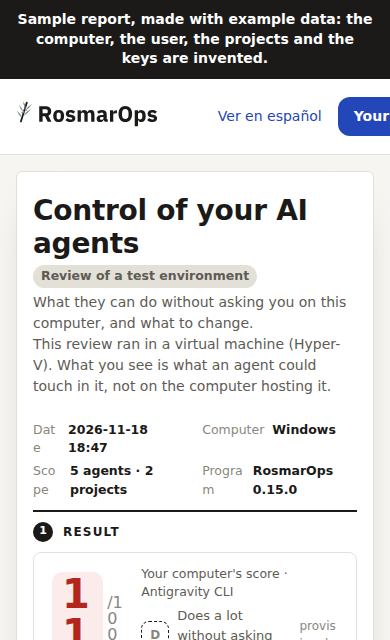 Sample report, made with example data: the
computer, the user, the projects and the
keys are invented.
RosmarOps
Ver en español
Your
Control of your AI
agents
Review of a test environment
What they can do without asking you on this
computer, and what to change.
This review ran in a virtual machine (Hyper-
V). What you see is what an agent could
touch in it, not on the computer hosting it.
Dat
e
2026-11-18
18:47
Computer Windows
Sco
pe
5 agents · 2
projects
Progra
m
RosmarOps
0.15.0
1 RESULT
Your computer's score ·
Antigravity CLI
1
/10
0
D
Does a lot
without asking
provis